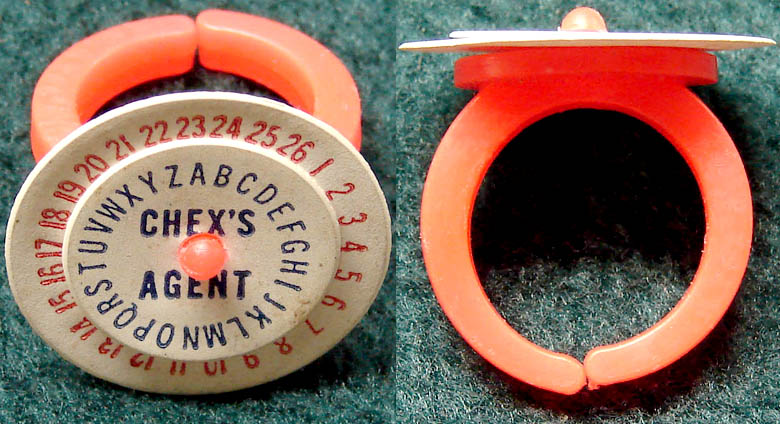 1 2 3 4 5 6 7 8 9 10 11 12 13 14 15 16 17 18 19 20 21 22 23 24 25 26
ABCDEFGHIJKLMNOPQRSTUVWXYZ
CHEX'S
AGENT